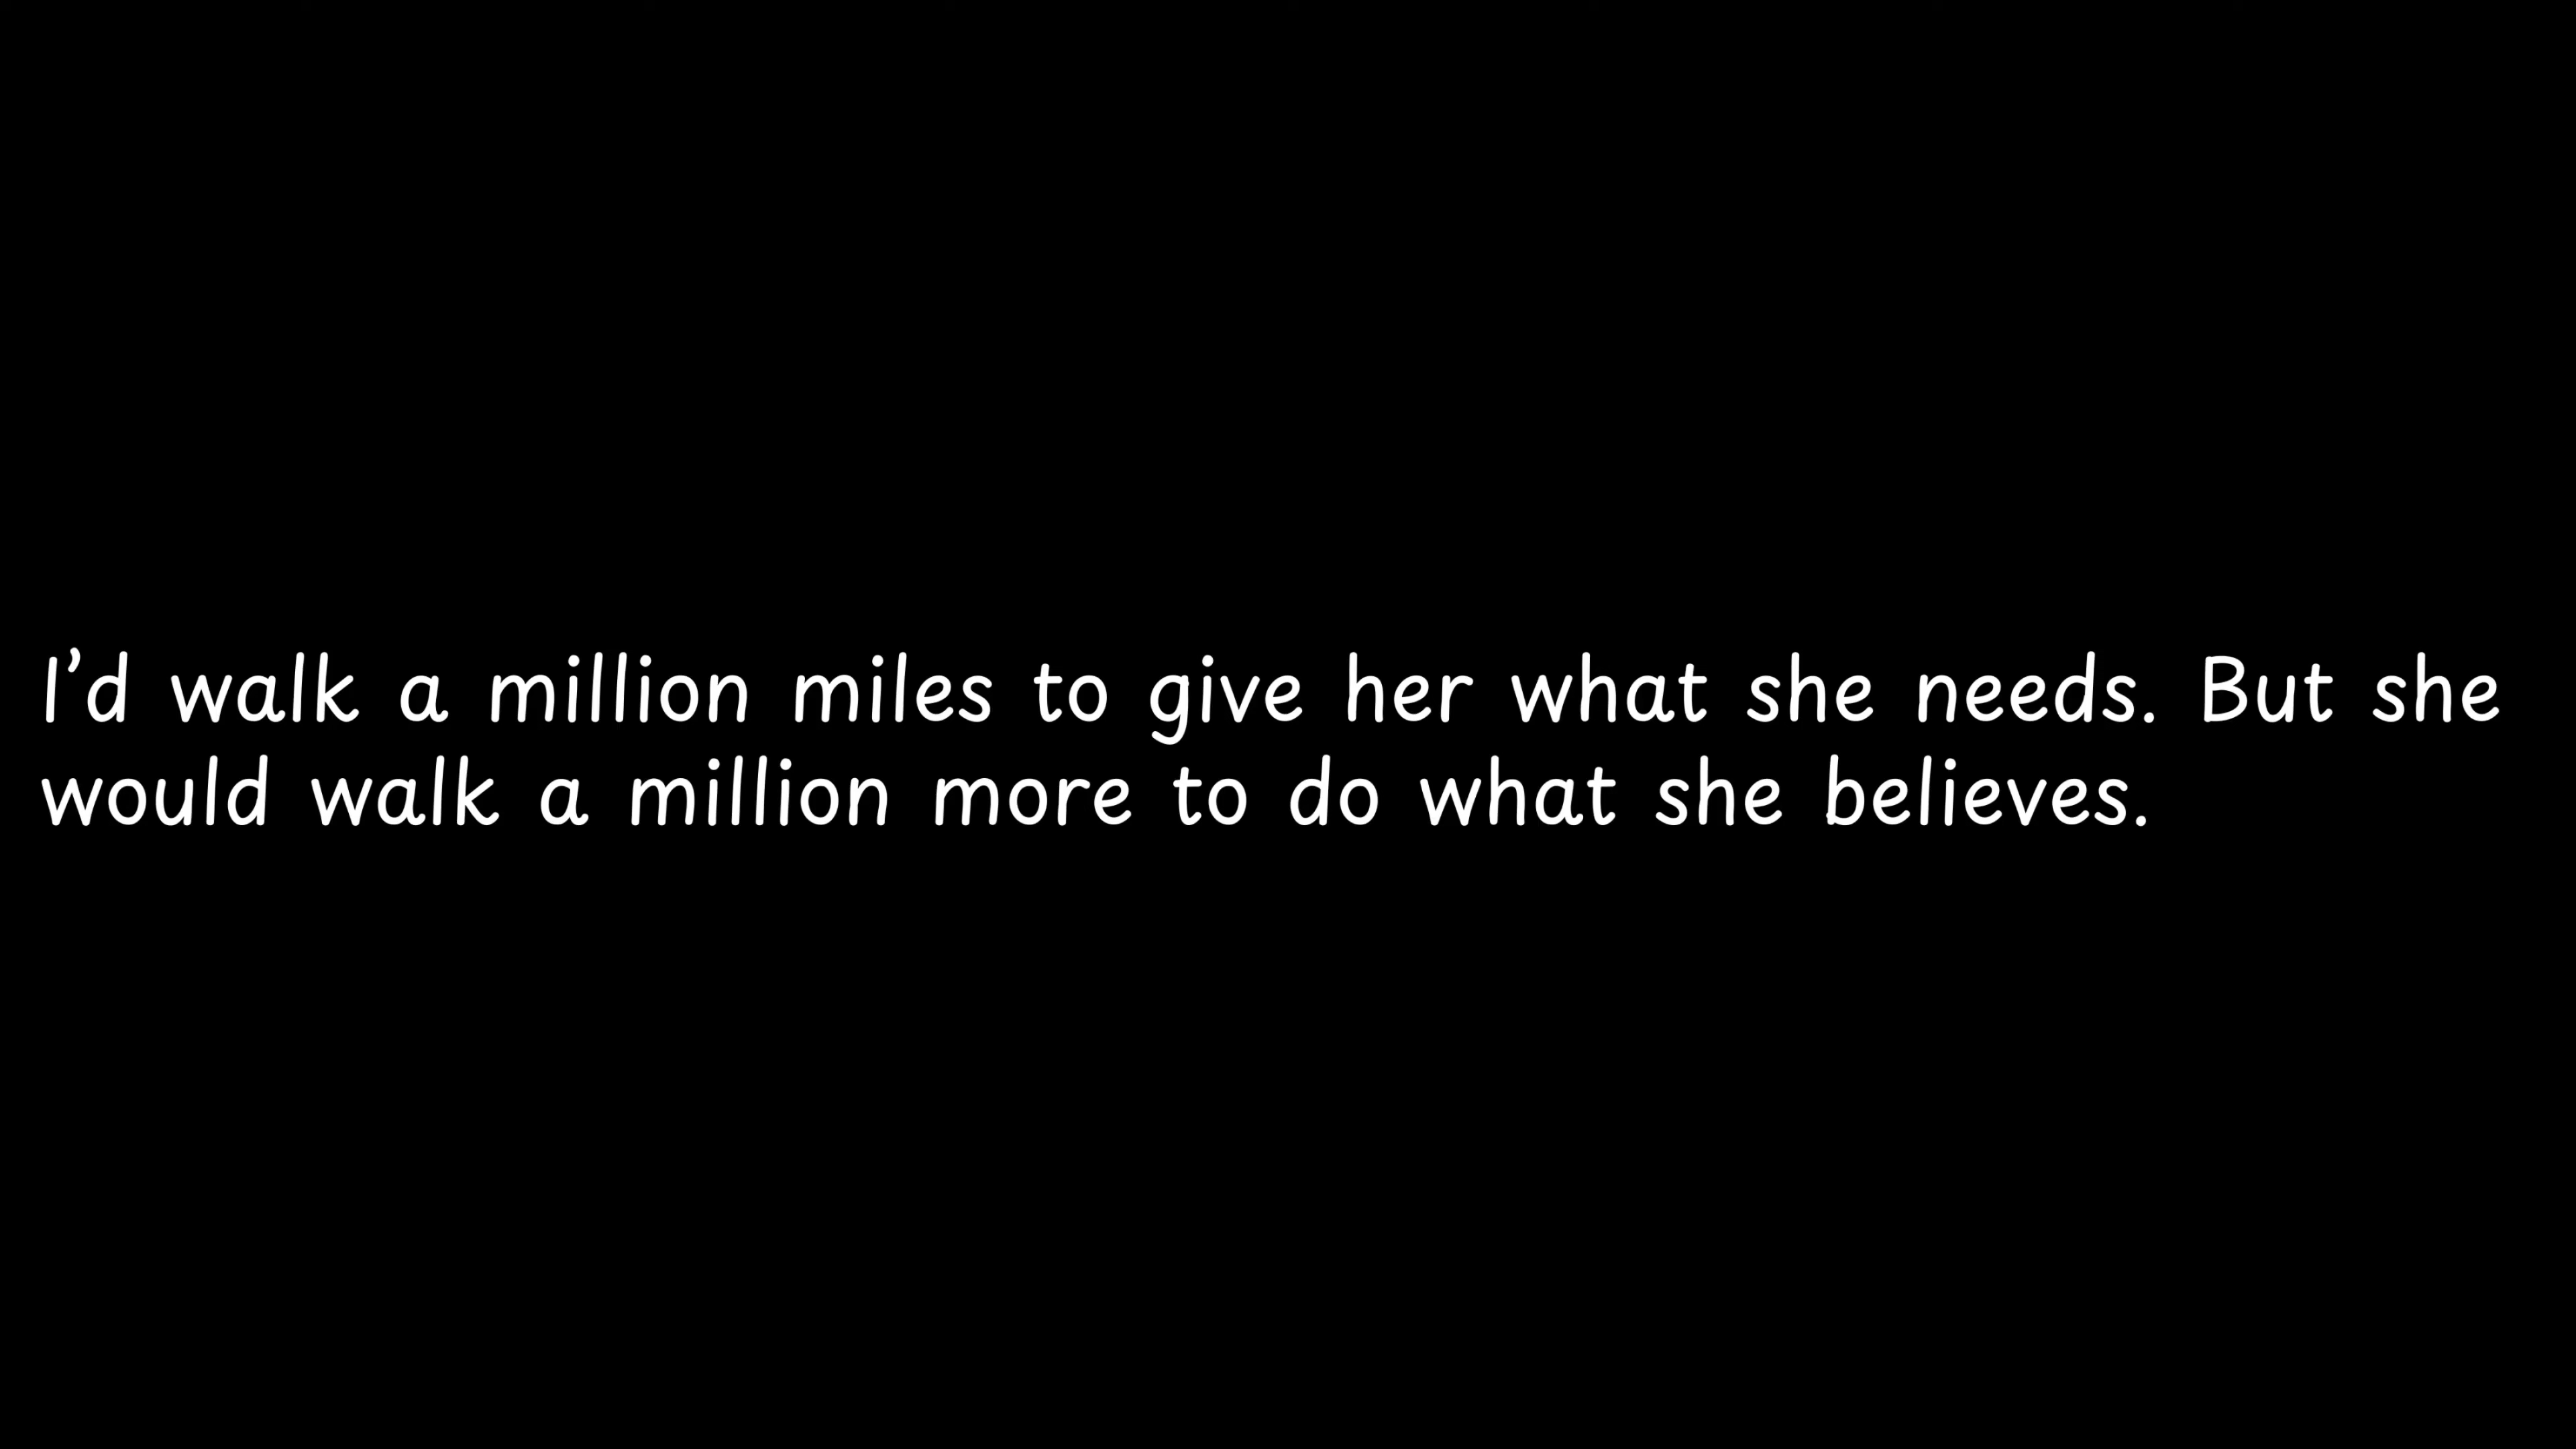 I’d walk a million miles to give her what she needs. But she
would walk a million more to do what she believes.